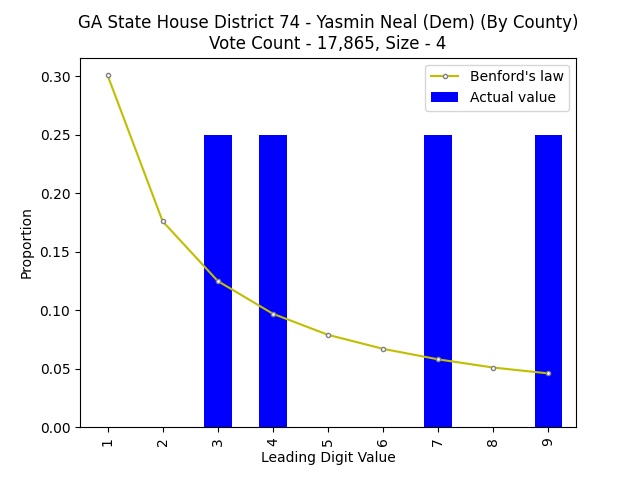 GA State House District 74 - Yasmin Neal (Dem) (By County)
Vote Count - 17,865, Size - 4
Benford's law
Actual value
0.30
0.25
0.20
0.15
0.10
0.05
0.00
Proportion
1 2 3 4 5 6 7 8 9
Leading Digit Value